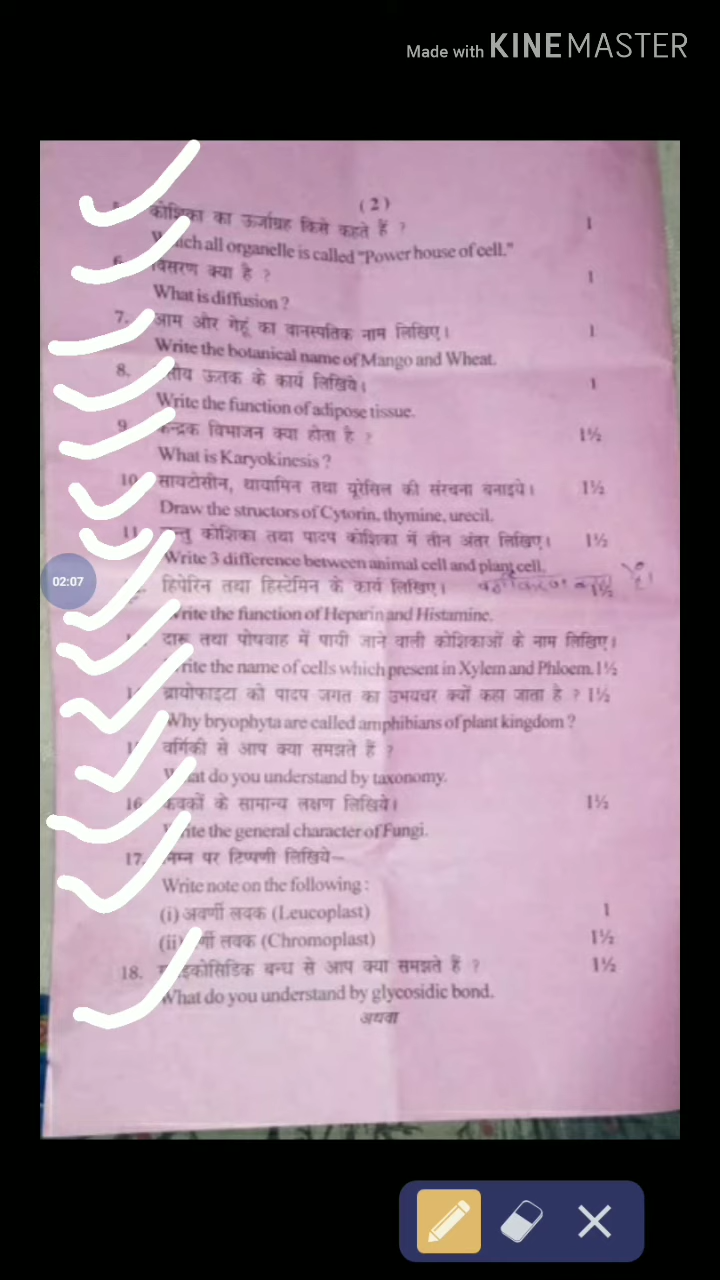 Made with KINEMASTER
(2)
कोशिका का ऊर्जाग्रह किसे कहते हैं ? 1
Which all organelle is called "Power house of cell."
6. विसरण क्या है ? 1
What is diffusion ?
7. आम और गेहूं का वानस्पतिक नाम लिखिए। 1
Write the botanical name of Mango and Wheat.
8. ऊतक के कार्य लिखिये। 1
Write the function of adipose tissue.
9 केन्द्रक विभाजन क्या होता है ? 1½
What is Karyokinesis ?
10 सायटोसीन, थायामिन तथा यूरेसिल की संरचना बनाइये। 1½
Draw the structors of Cytorin, thymine, urecil.
11 जन्तु कोशिका तथा पादप कोशिका में तीन अंतर लिखिए। 1½
Write 3 difference between animal cell and plant cell.
02:07
हिपेरिन तथा हिस्टेमिन के कार्य लिखिए। 1½
Write the function of Heparin and Histamine.
दारू तथा पोषवाह में पायी जाने वाली कोशिकाओं के नाम लिखिए।
Write the name of cells which present in Xylem and Phloem. 1½
ब्रायोफाइटा को पादप जगत का उभयचर क्यों कहा जाता है ? 1½
Why bryophyta are called amphibians of plant kingdom ?
वर्गिकी से आप क्या समझते हैं ?
What do you understand by taxonomy.
16 कवकों के सामान्य लक्षण लिखिये। 1½
Write the general character of Fungi.
17. निम्न पर टिप्पणी लिखिये–
Write note on the following :
(i) अवर्णी लवक (Leucoplast) 1
(ii) वर्णी लवक (Chromoplast) 1½
18. ग्लाइकोसिडिक बन्ध से आप क्या समझते हैं ? 1½
What do you understand by glycosidic bond.
अथवा